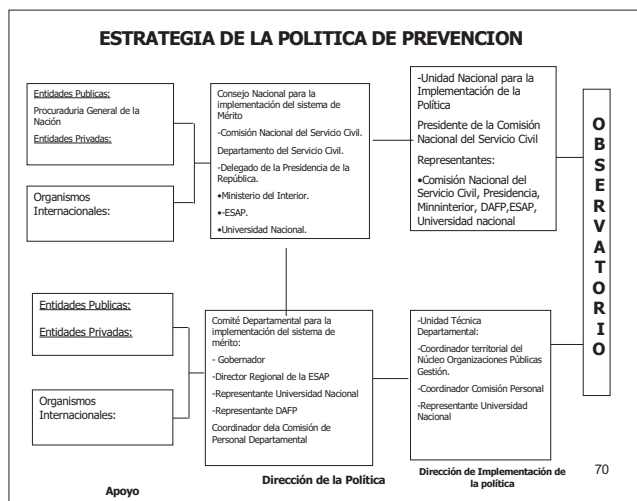 ESTRATEGIA DE LA POLITICA DE PREVENCION
Entidades Publicas:
Procuraduria General de la
Nación
Entidades Privadas:
Organismos
Internacionales:
Consejo Nacional para la
implementación del sistema de
Mérito
-Comisión Nacional del Servicio Civil.
Departamento del Servicio Civil.
-Delegado de la Presidencia de la
República.
•Ministerio del Interior.
•-ESAP.
•Universidad Nacional.
-Unidad Nacional para la
Implementación de la
Política
Presidente de la Comisión
Nacional del Servicio Civil
Representantes:
•Comisión Nacional del
Servicio Civil, Presidencia,
Minninterior, DAFP,ESAP,
Universidad nacional
OBSERVATORIO
Entidades Publicas:
Entidades Privadas:
Organismos
Internacionales:
Comité Departamental para la
implementación del sistema de
mérito:
- Gobernador
-Director Regional de la ESAP
-Representante Universidad Nacional
-Representante DAFP
Coordinador dela Comisión de
Personal Departamental
-Unidad Técnica
Departamental:
-Coordinador territorial del
Núcleo Organizaciones Públicas
Gestión.
-Coordinador Comisión Personal
-Representante Universidad
Nacional
Apoyo
Dirección de la Política
Dirección de Implementación de
la política
70